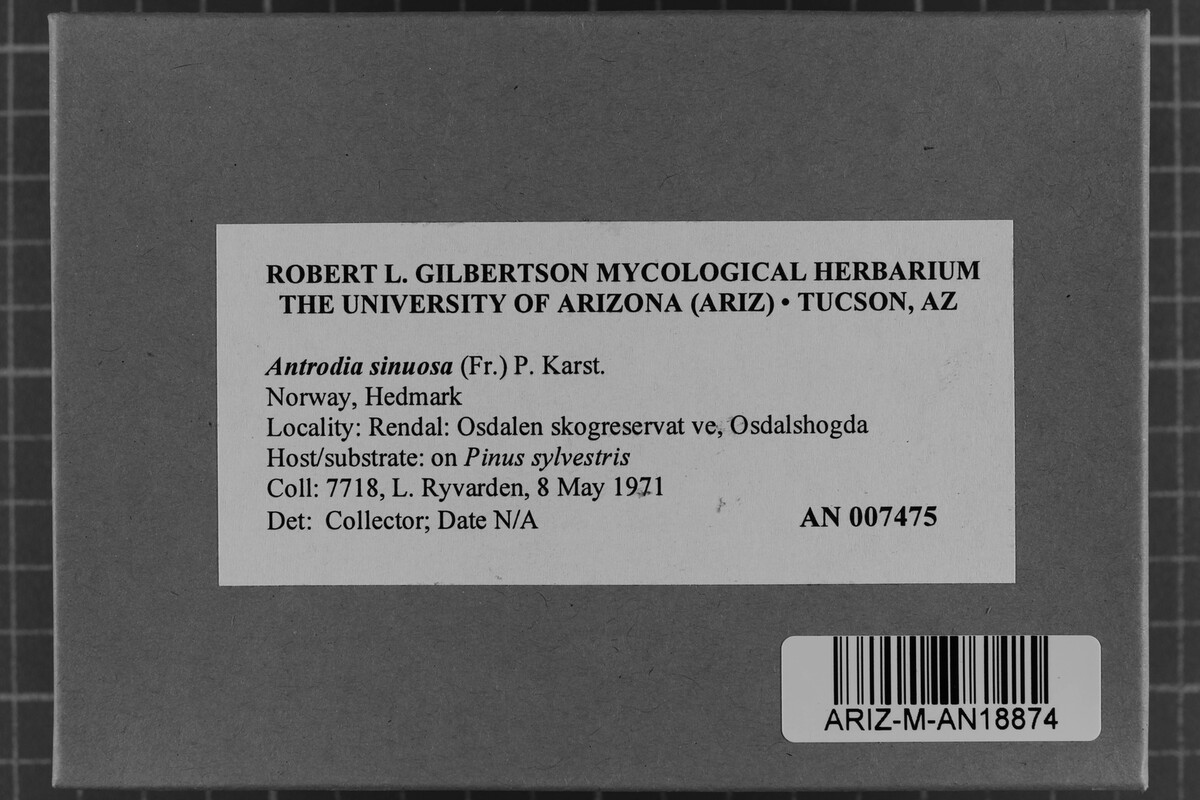 ROBERT L. GILBERTSON MYCOLOGICAL HERBARIUM
THE UNIVERSITY OF ARIZONA (ARIZ) • TUCSON, AZ
Antrodia sinuosa (Fr.) P. Karst.
Norway, Hedmark
Locality: Rendal: Osdalen skogreservat ve, Osdalshogda
Host/substrate: on Pinus sylvestris
Coll: 7718, L. Ryvarden, 8 May 1971
Det: Collector; Date N/A
AN 007475
ARIZ-M-AN18874